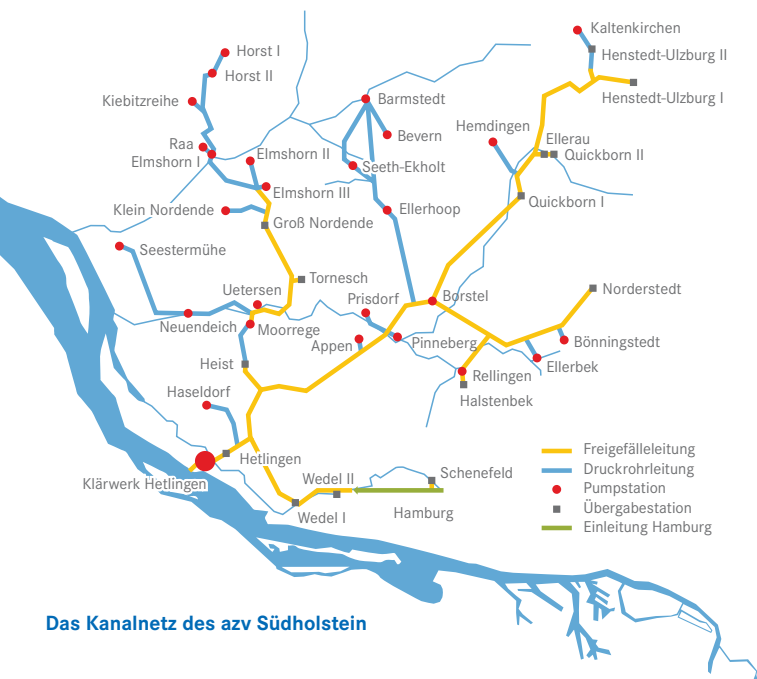 Kaltenkirchen
Horst I
Henstedt-Ulzburg II
Horst II
Henstedt-Ulzburg I
Kiebitzreihe
Barmstedt
Bevern
Hemdingen
Raa
Elmshorn I
Elmshorn II
Ellerau
Quickborn II
Seeth-Ekholt
Elmshorn III
Quickborn I
Klein Nordende
Ellerhoop
Groß Nordende
Seestermühe
Tornesch
Norderstedt
Uetersen
Prisdorf
Borstel
Neuendeich
Moorrege
Appen
Pinneberg
Bönningstedt
Heist
Ellerbek
Rellingen
Haseldorf
Halstenbek
Hetlingen
Klärwerk Hetlingen
Wedel II
Schenefeld
Wedel I
Hamburg
Freigefälleleitung
Druckrohrleitung
Pumpstation
Übergabestation
Einleitung Hamburg
Das Kanalnetz des azv Südholstein